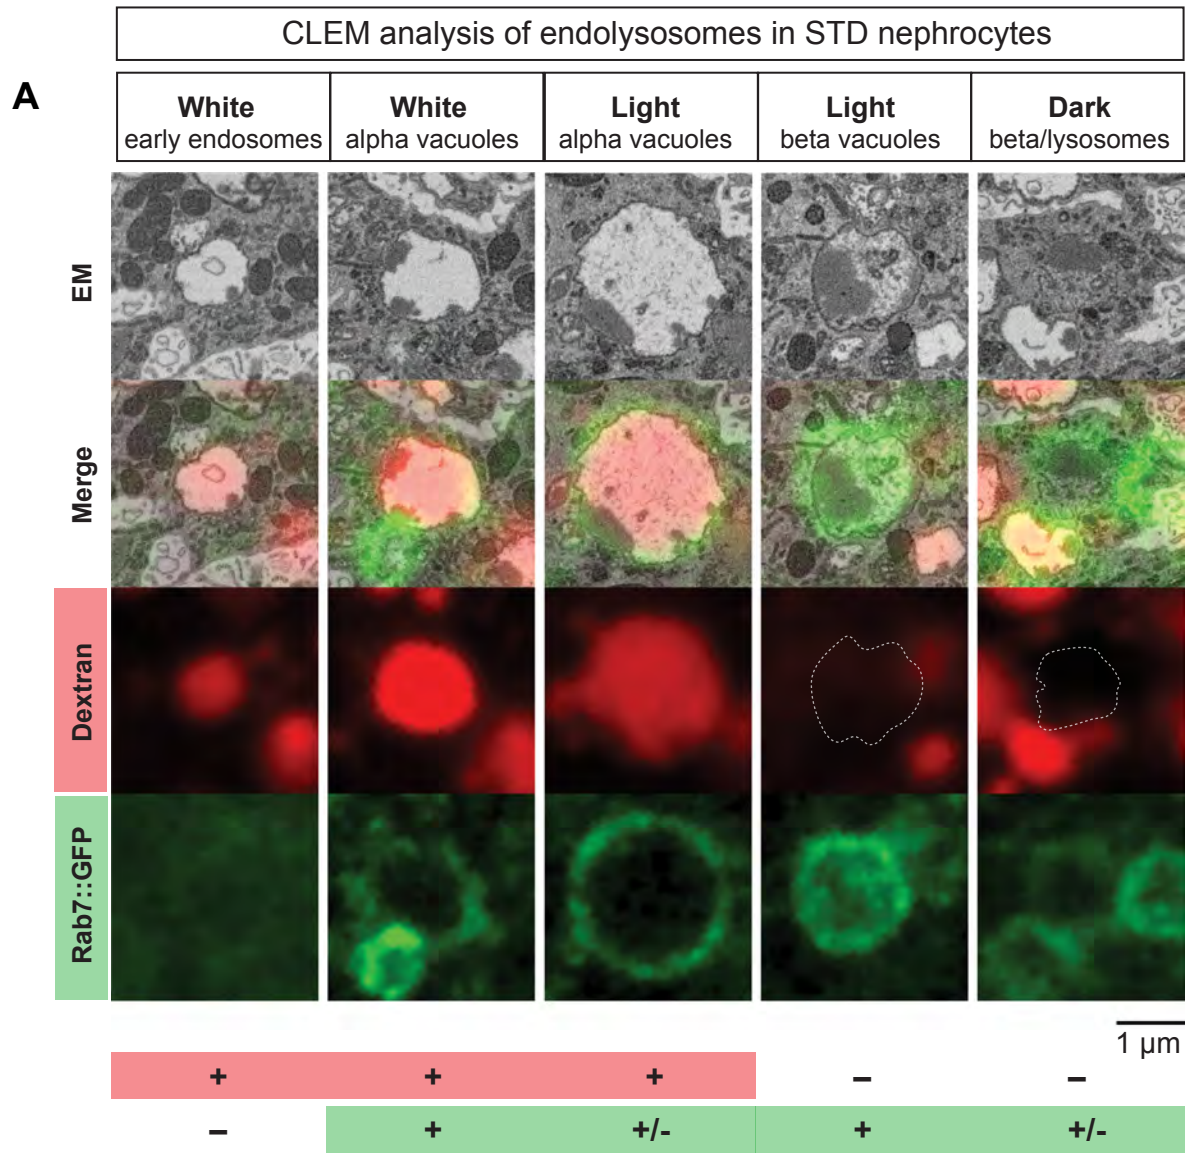 CLEM analysis of endolysosomes in STD nephrocytes
A
White
early endosomes
White
alpha vacuoles
Light
alpha vacuoles
Light
beta vacuoles
Dark
beta/lysosomes
EM
Merge
Dextran
Rab7::GFP
1 µm
+ + + – –
– + +/- + +/-